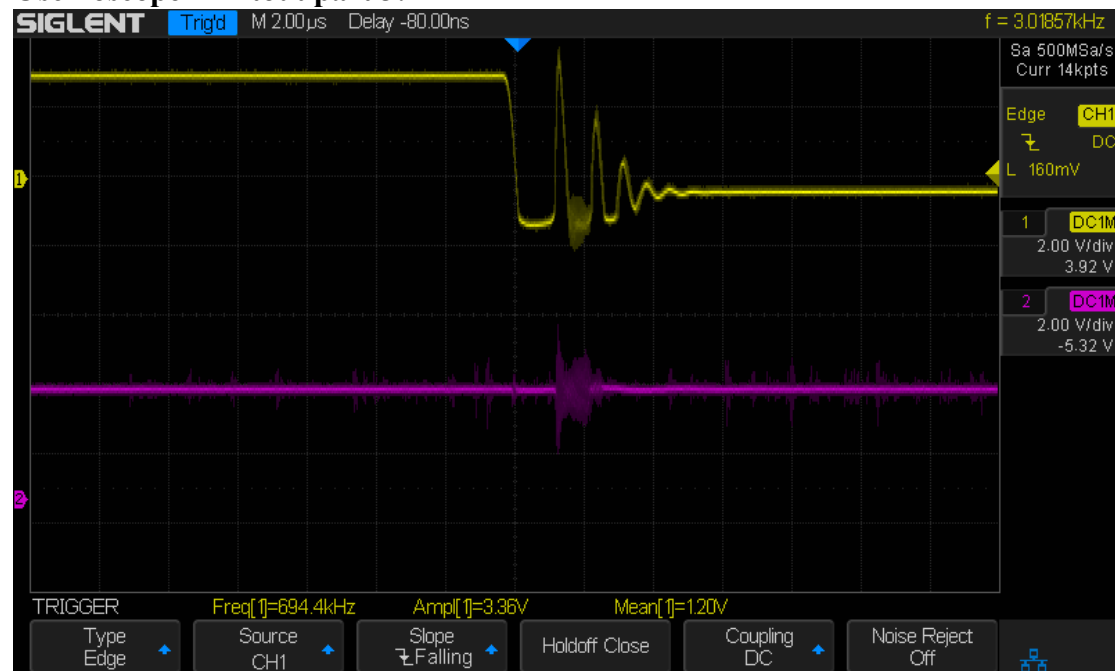 SIGLENT Trig'd M 2.00µs Delay -80.00ns f = 3.01857kHz
Sa 500MSa/s
Curr 14kpts
Edge CH1
DC
L 160mV
1 DC1M
2.00 V/div
3.92 V
2 DC1M
2.00 V/div
-5.32 V
1
2
TRIGGER Freq[1]=694.4kHz Ampl[1]=3.36V Mean[1]=1.20V
Type Source Slope Holdoff Close Coupling Noise Reject
Edge CH1 Falling DC Off